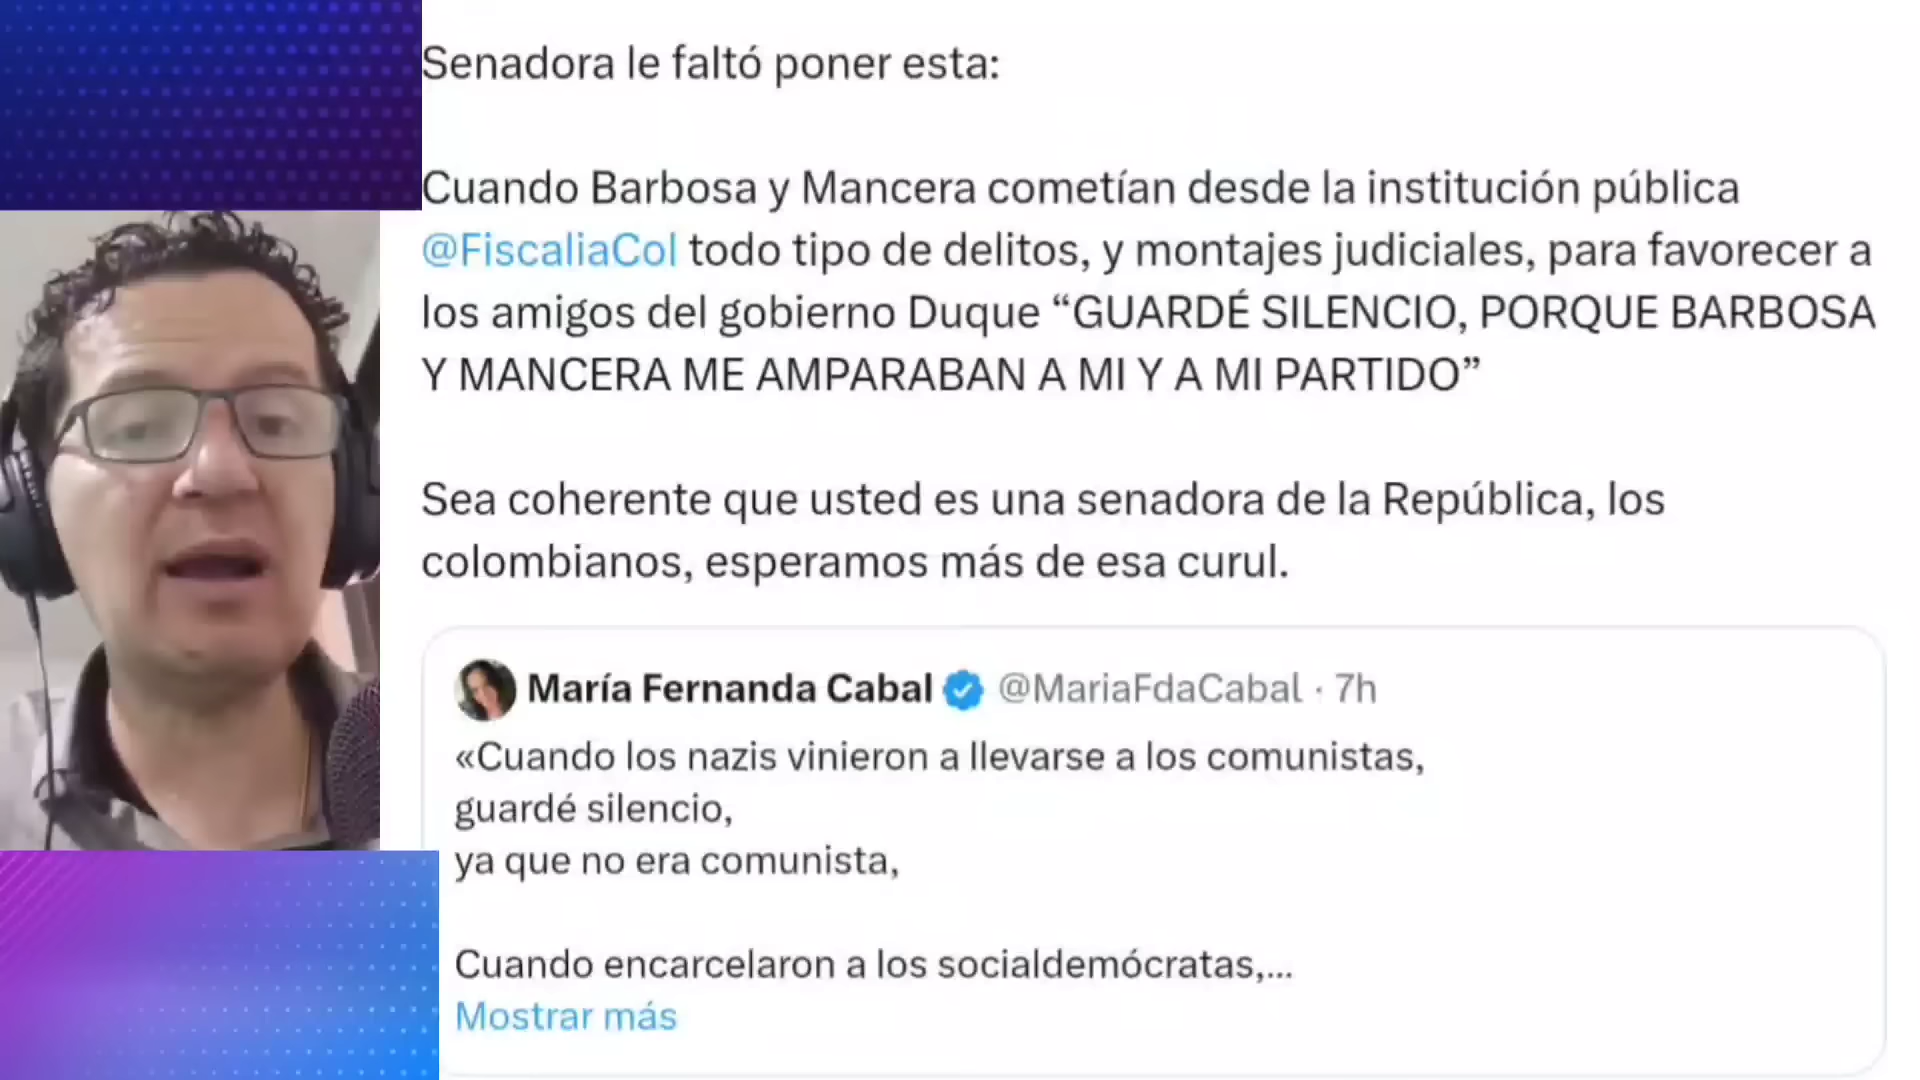 Senadora le faltó poner esta:
Cuando Barbosa y Mancera cometían desde la institución pública
@FiscaliaCol todo tipo de delitos, y montajes judiciales, para favorecer a
los amigos del gobierno Duque “GUARDÉ SILENCIO, PORQUE BARBOSA
Y MANCERA ME AMPARABAN A MI Y A MI PARTIDO”
Sea coherente que usted es una senadora de la República, los
colombianos, esperamos más de esa curul.
María Fernanda Cabal @MariaFdaCabal · 7h
«Cuando los nazis vinieron a llevarse a los comunistas,
guardé silencio,
ya que no era comunista,
Cuando encarcelaron a los socialdemócratas,...
Mostrar más